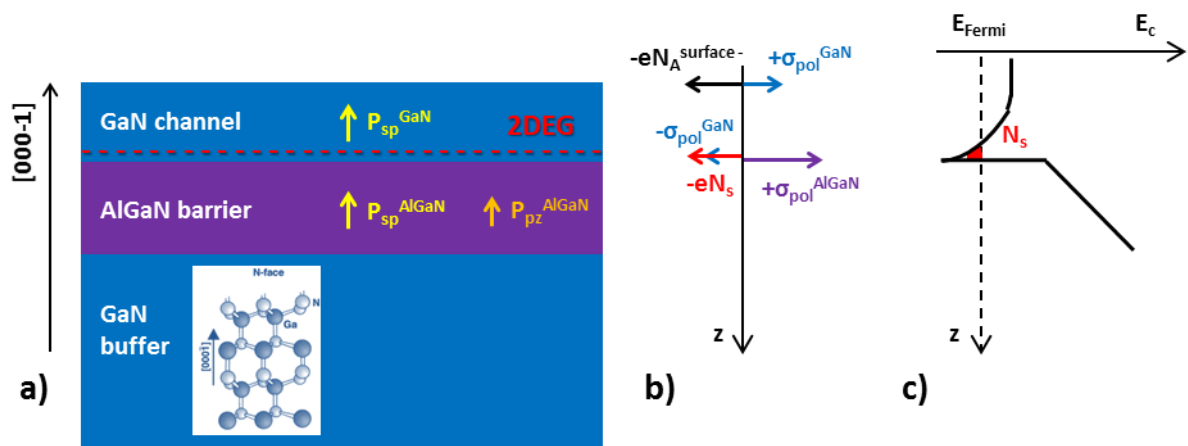 [000-1]
GaN channel
P_sp^GaN
2DEG
AlGaN barrier
P_sp^AlGaN
P_pz^AlGaN
GaN
buffer
N-face
N
Ga
[0001̄]
a)
-eN_A^surface -
+σ_pol^GaN
-σ_pol^GaN
-eN_s
+σ_pol^AlGaN
z
b)
E_Fermi
E_c
N_s
z
c)